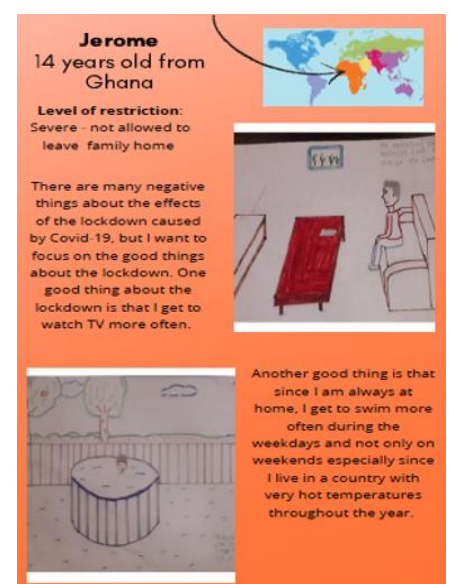 Jerome
14 years old from
Ghana
Level of restriction:
Severe - not allowed to
leave family home
There are many negative
things about the effects
of the lockdown caused
by Covid-19, but I want to
focus on the good things
about the lockdown. One
good thing about the
lockdown is that I get to
watch TV more often.
Another good thing is that
since I am always at
home, I get to swim more
often during the
weekdays and not only on
weekends especially since
I live in a country with
very hot temperatures
throughout the year.